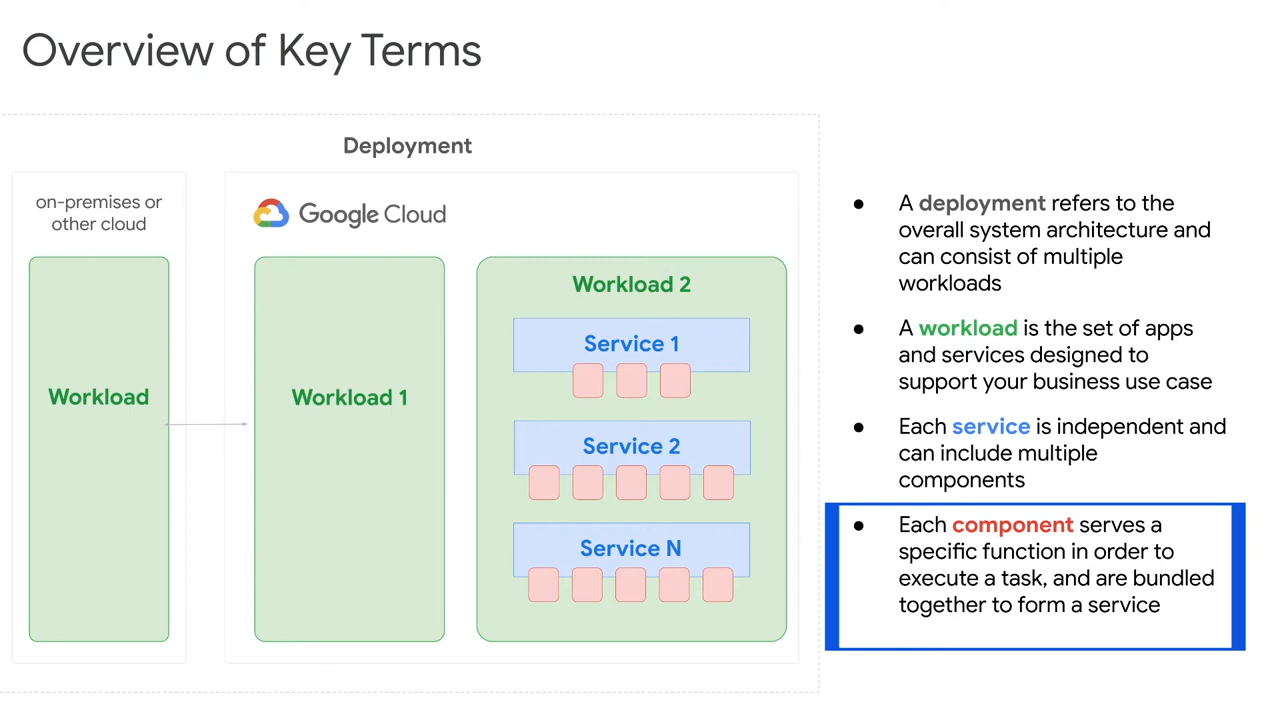 Overview of Key Terms
Deployment
on-premises or
other cloud
Google Cloud
Workload
Workload 1
Workload 2
Service 1
Service 2
Service N
● A deployment refers to the
overall system architecture and
can consist of multiple
workloads
● A workload is the set of apps
and services designed to
support your business use case
● Each service is independent and
can include multiple
components
● Each component serves a
specific function in order to
execute a task, and are bundled
together to form a service